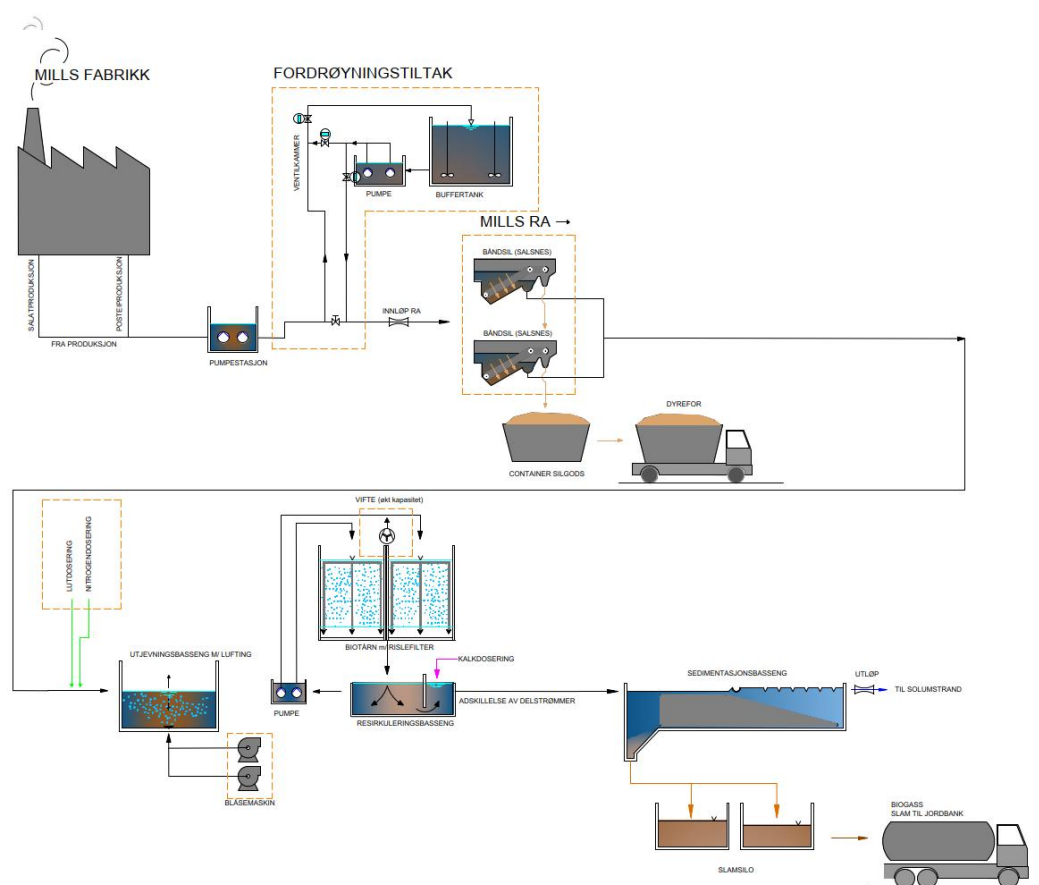 MILLS FABRIKK
FORDRØYNINGSTILTAK
VENTILKAMMER
PUMPE
BUFFERTANK
MILLS RA →
BÅNDSIL (SALSNES)
SALATPRODUKSJON
POSTEIPRODUKSJON
INNLØP RA
FRA PRODUKSJON
PUMPESTASJON
BÅNDSIL (SALSNES)
DYREFOR
CONTAINER SILGODS
VIFTE (økt kapasitet)
LUTDOSERING
NITROGENDOSERING
UTJEVNINGSBASSENG M/ LUFTING
BIOTÅRN m/ RISLEFILTER
KALKDOSERING
SEDIMENTASJONSBASSENG
UTLØP
TIL SOLUMSTRAND
ADSKILLELSE AV DELSTRØMMER
PUMPE
RESIRKULERINGSBASSENG
BLÅSEMASKIN
BIOGASS
SLAM TIL JORDBANK
SLAMSILO